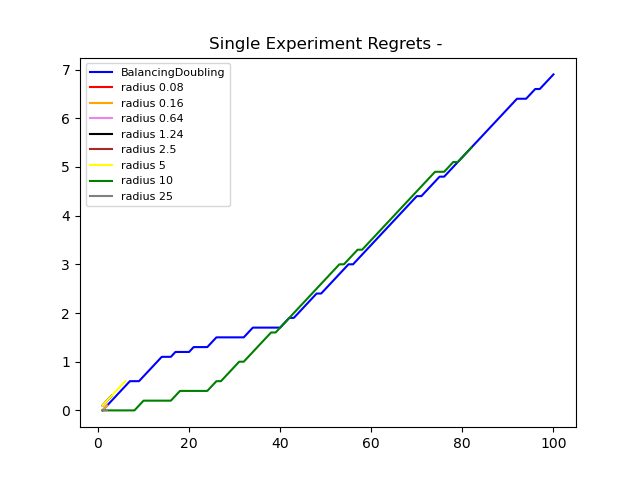 Single Experiment Regrets -
7
6
5
4
3
2
1
0
BalancingDoubling
radius 0.08
radius 0.16
radius 0.64
radius 1.24
radius 2.5
radius 5
radius 10
radius 25
0 20 40 60 80 100